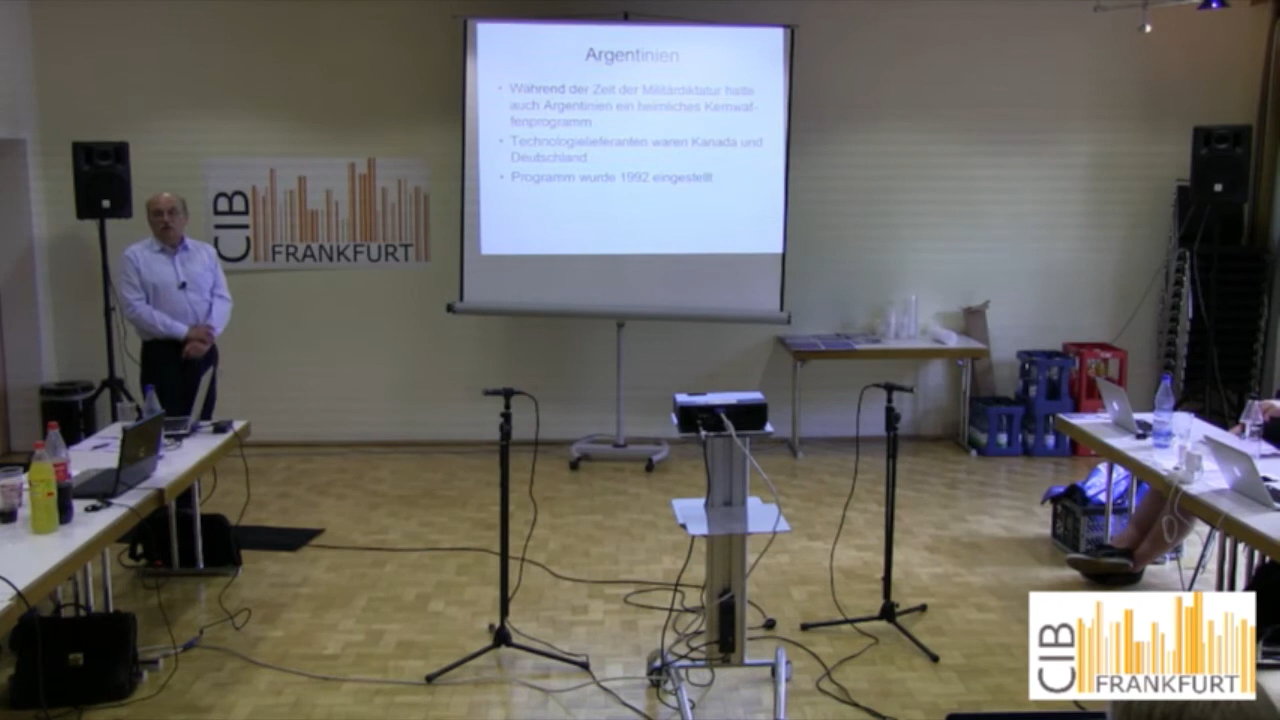 Argentinien
• Während der Zeit der Militärdiktatur hatte
auch Argentinien ein heimliches Kernwaf-
fenprogramm
• Technologielieferanten waren Kanada und
Deutschland
• Programm wurde 1992 eingestellt
CIB
FRANKFURT
CIB
FRANKFURT